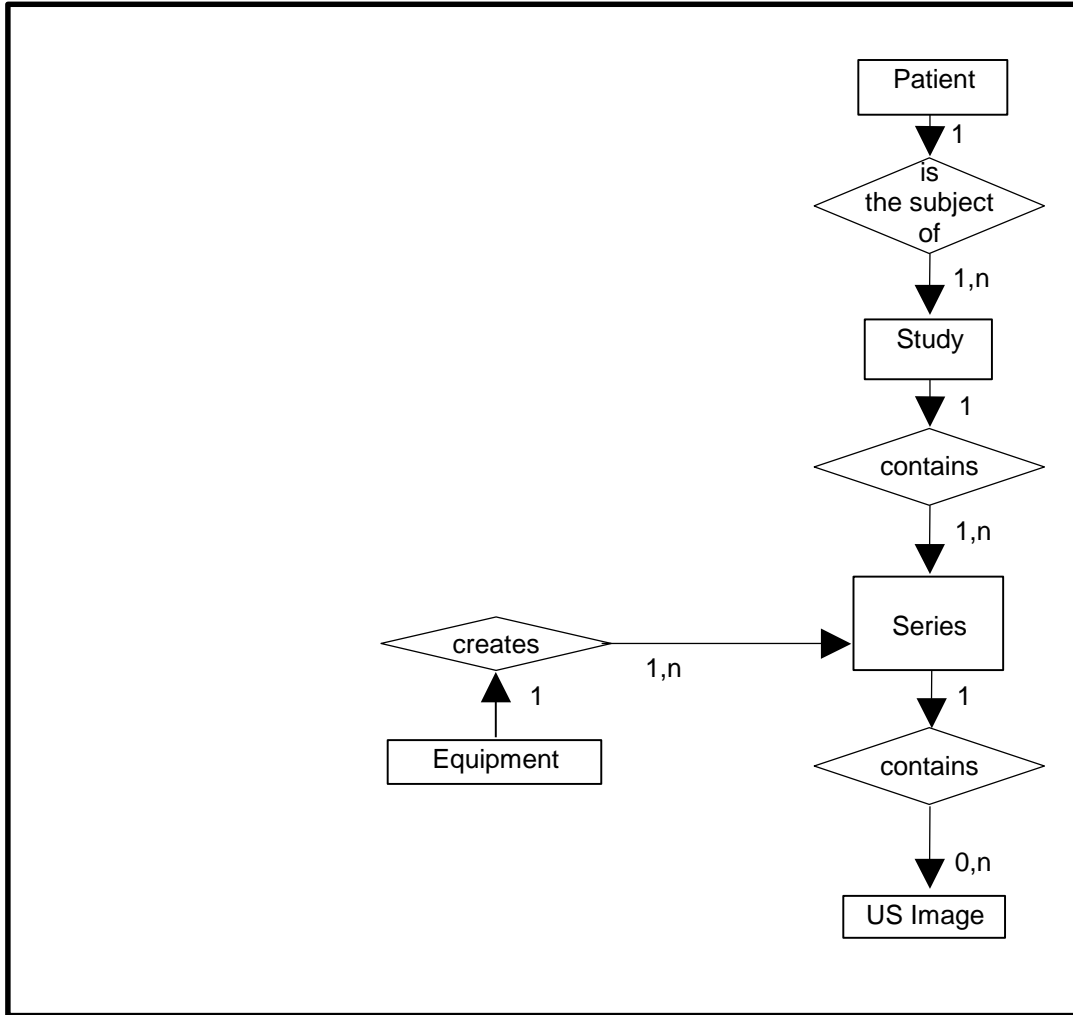 Patient
1
is
the subject
of
1,n
Study
1
contains
1,n
Series
creates
1,n
1
1
Equipment
contains
0,n
US Image